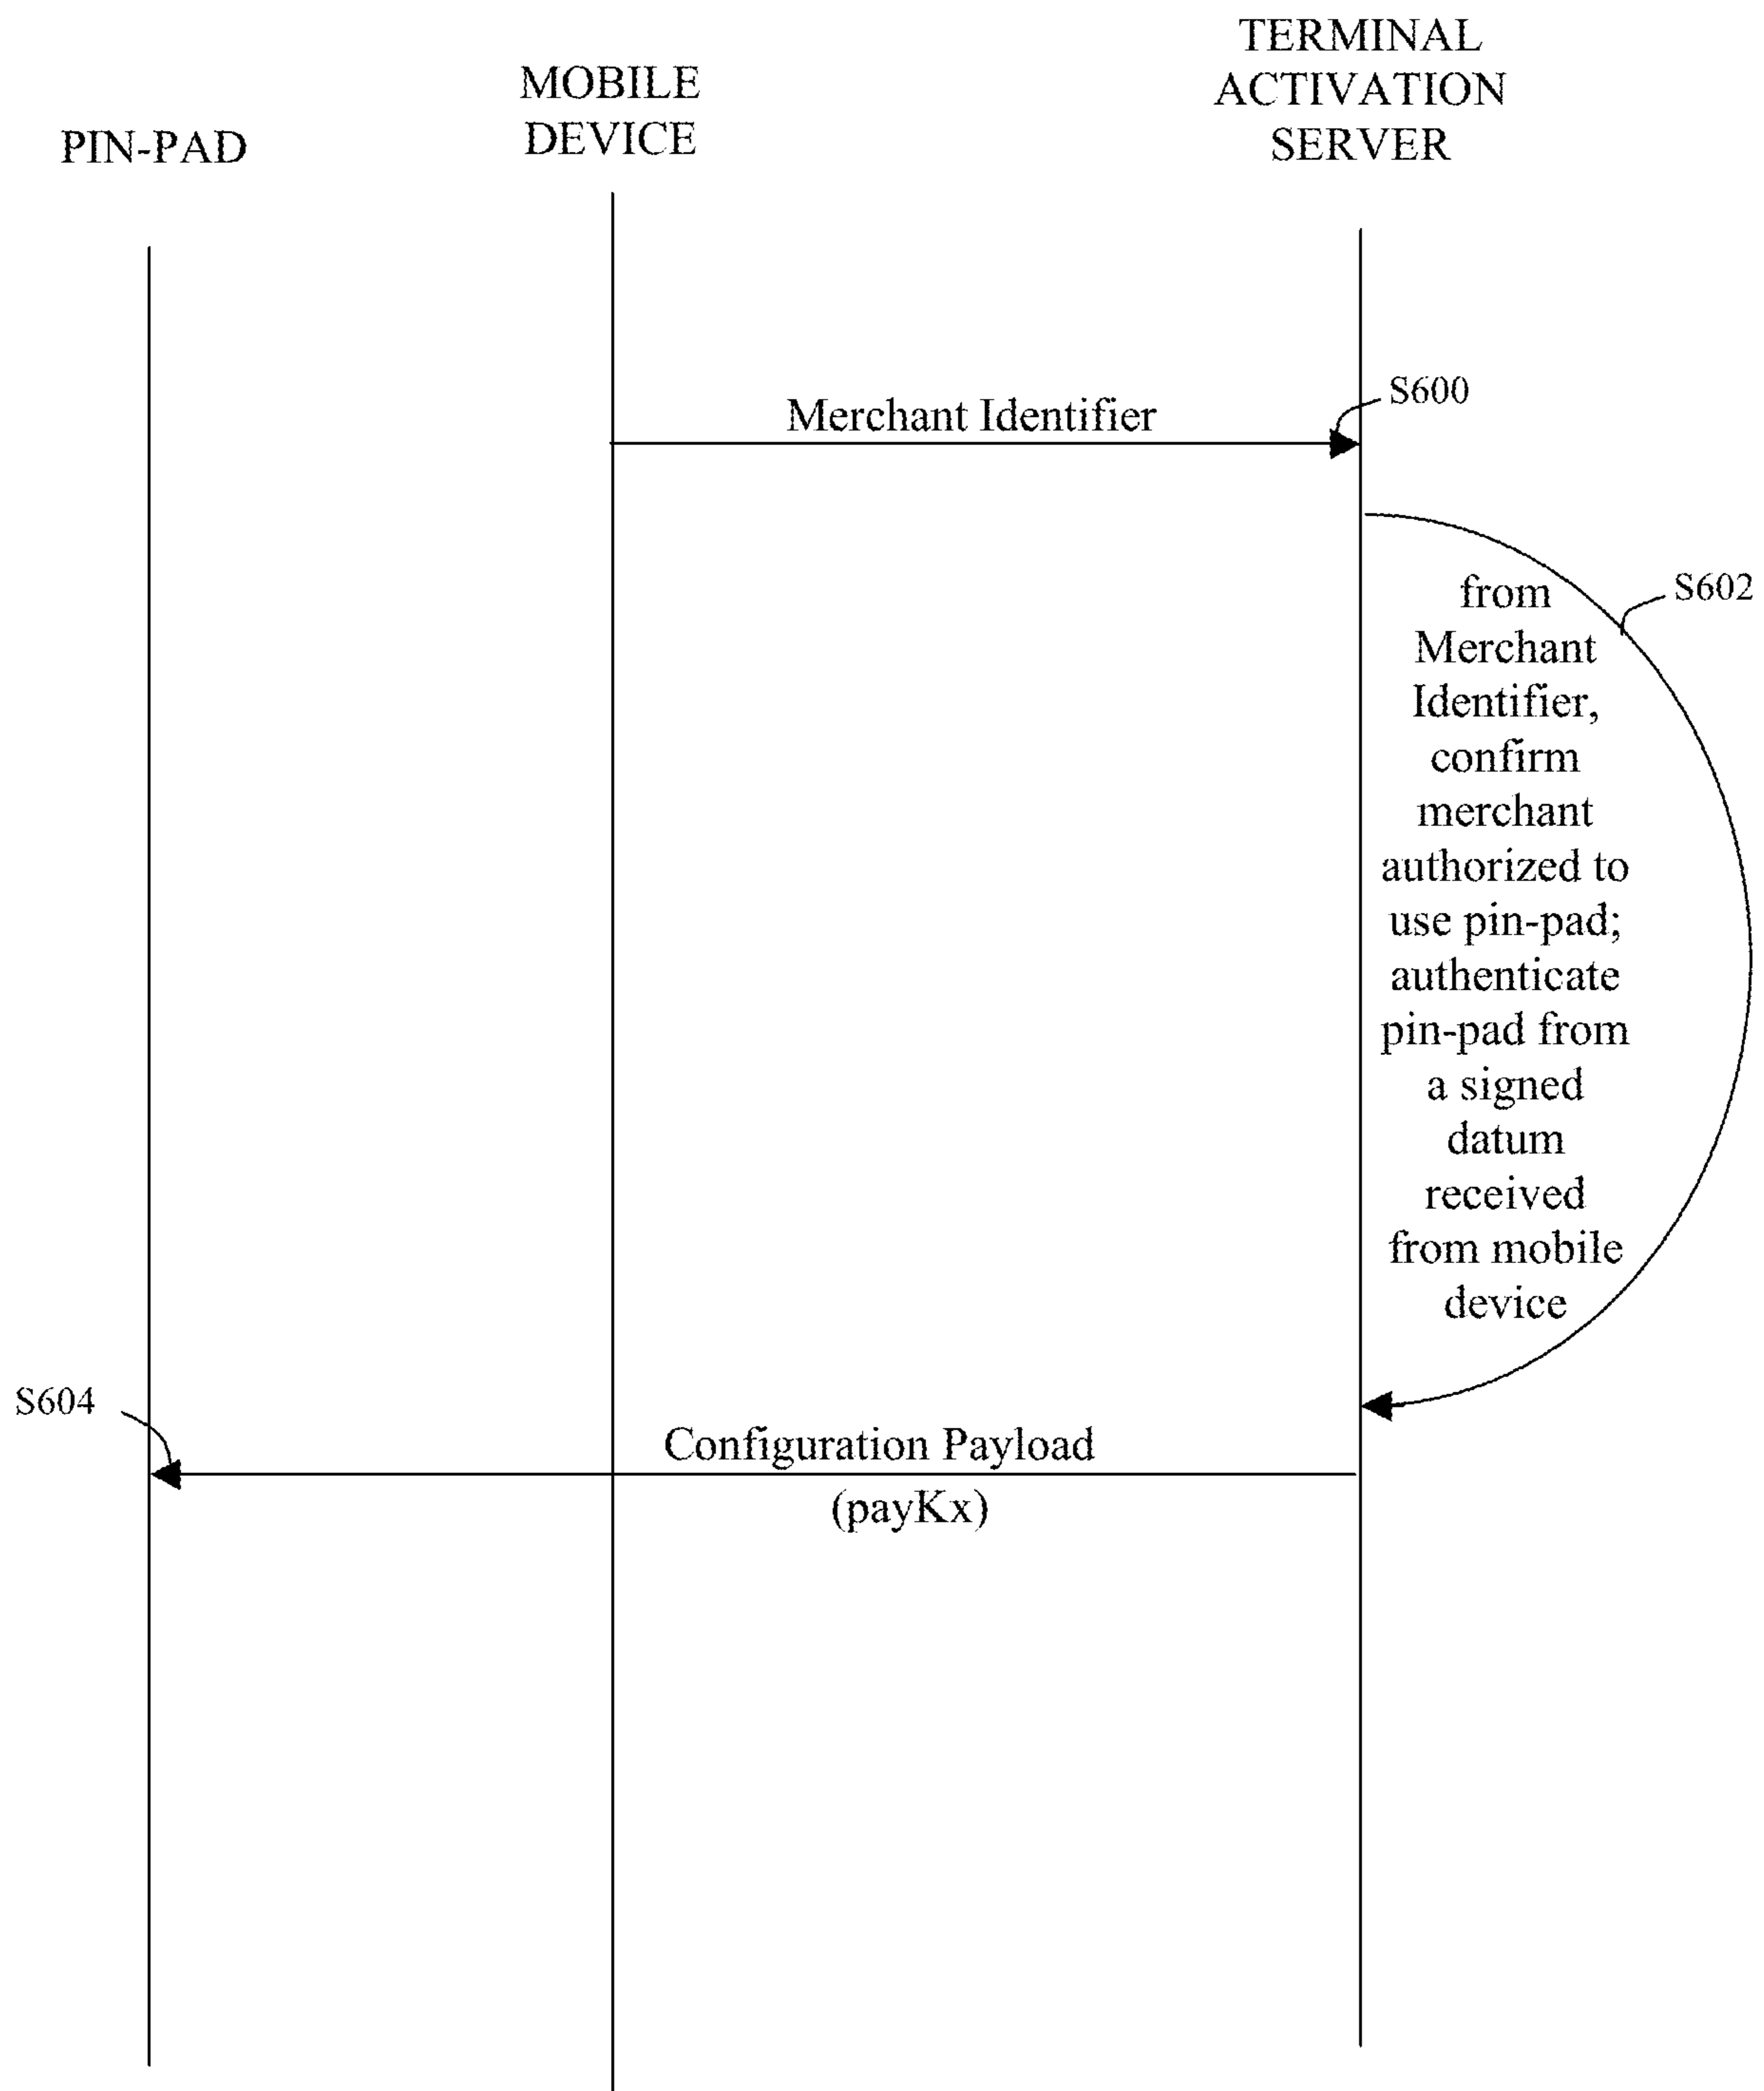 PIN-PAD
MOBILE
DEVICE
TERMINAL
ACTIVATION
SERVER
Merchant Identifier
S600
S602
from
Merchant
Identifier,
confirm
merchant
authorized to
use pin-pad;
authenticate
pin-pad from
a signed
datum
received
from mobile
device
S604
Configuration Payload
(payKx)